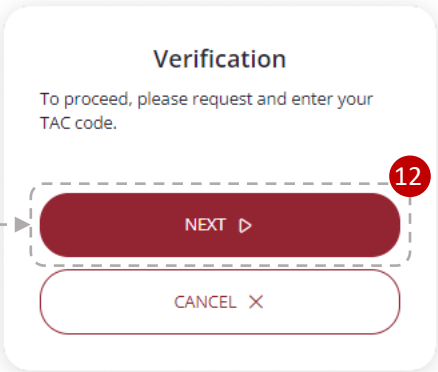 Verification
To proceed, please request and enter your
TAC code.
12
NEXT
CANCEL